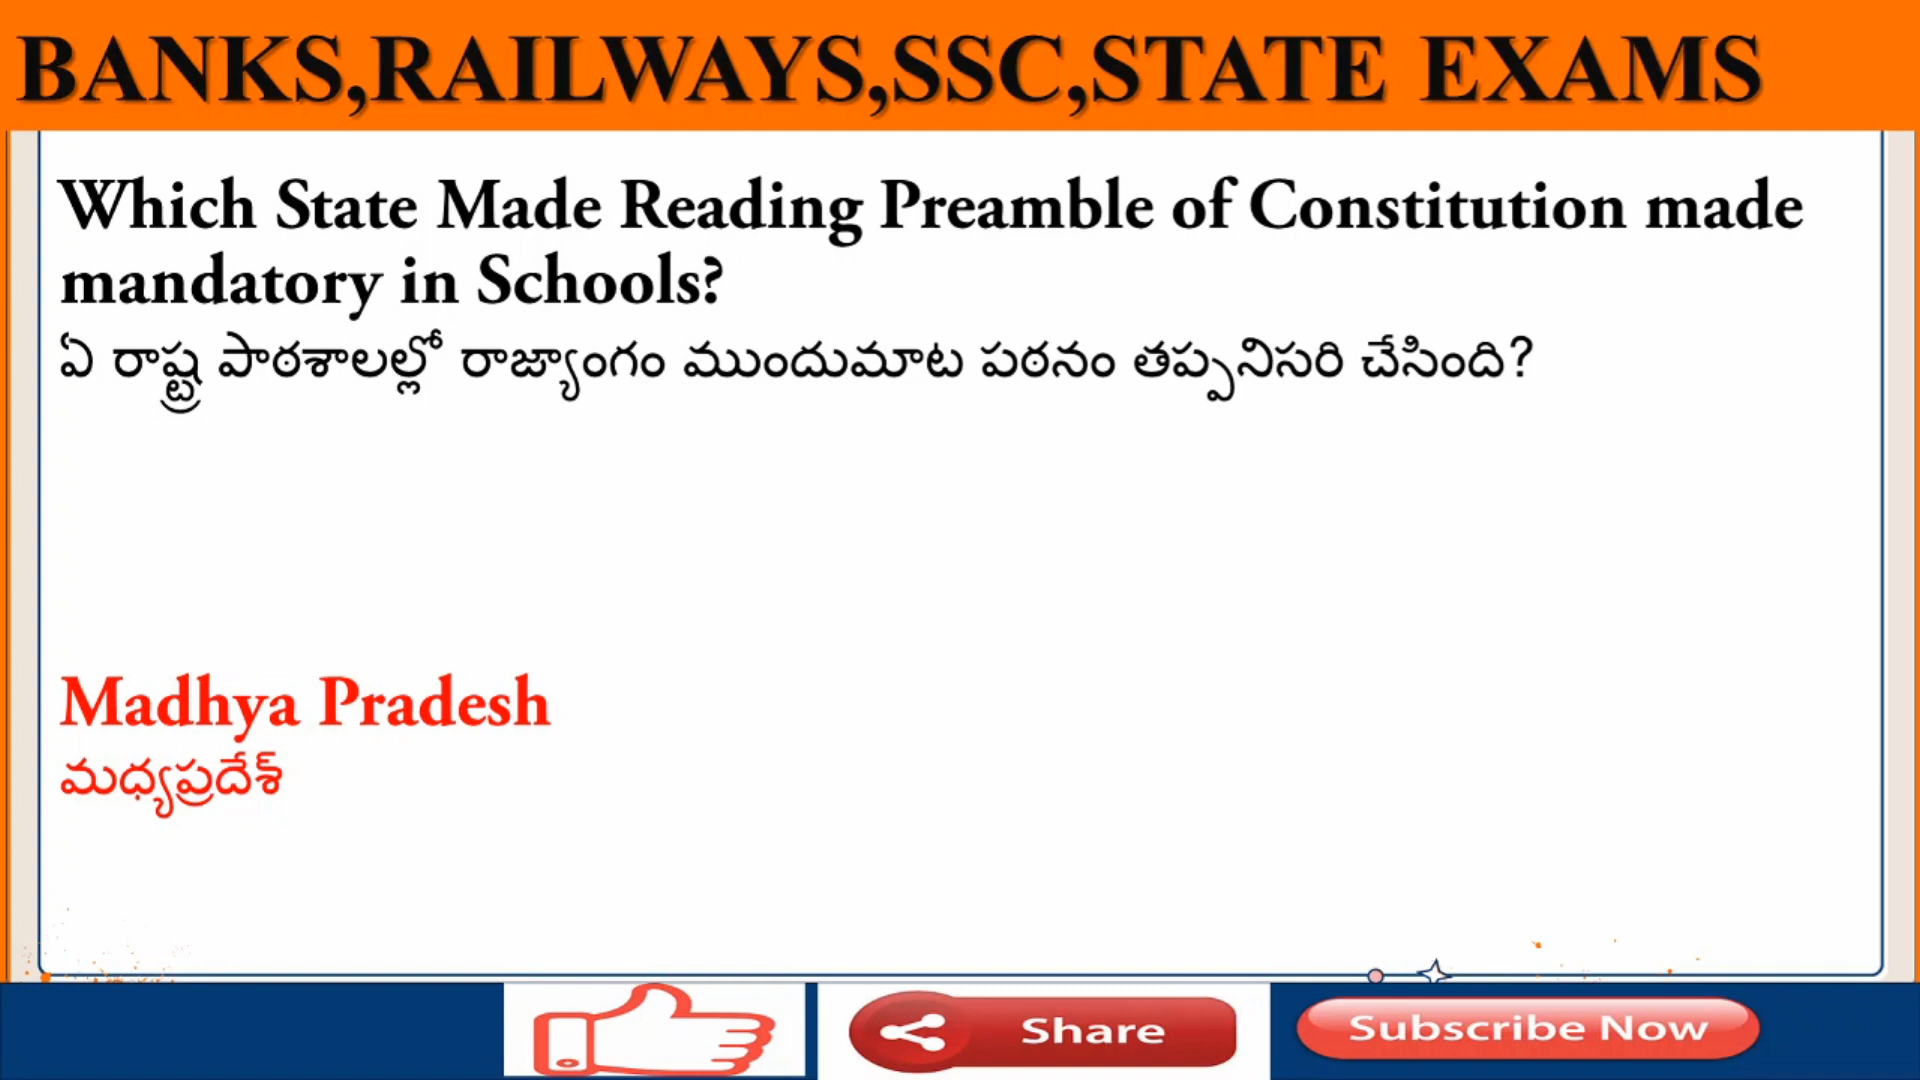 BANKS,RAILWAYS,SSC,STATE EXAMS
Which State Made Reading Preamble of Constitution made
mandatory in Schools?
ఏ రాష్ట్ర పాఠశాలల్లో రాజ్యాంగం ముందుమాట పఠనం తప్పనిసరి చేసింది?
Madhya Pradesh
మధ్యప్రదేశ్
Share
Subscribe Now